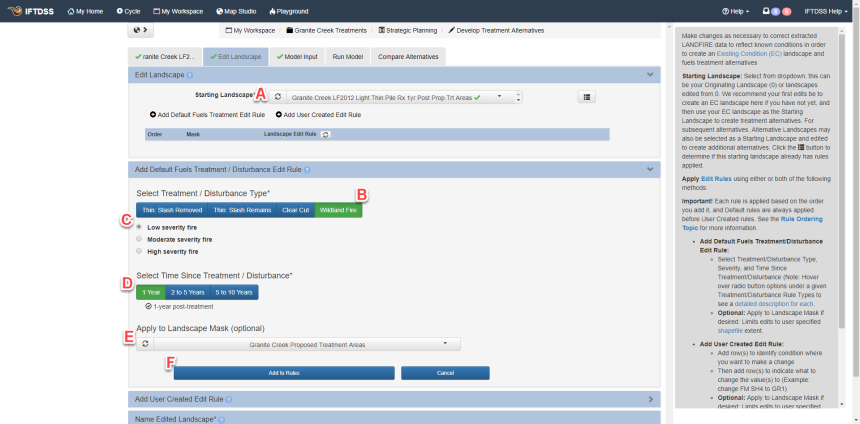 IFTDSS My Home Cycle My Workspace Map Studio Playground Help 0 0 IFTDSS Help
My Workspace / Granite Creek Treatments / Strategic Planning / Develop Treatment Alternatives
ranite Creek LF2... Edit Landscape Model Input Run Model Compare Alternatives
Edit Landscape
Starting Landscape* A Granite Creek LF2012 Light Thin Pile Rx 1yr Post Prop Trt Areas
Add Default Fuels Treatment Edit Rule Add User Created Edit Rule
Order Mask Landscape Edit Rule
Add Default Fuels Treatment / Disturbance Edit Rule
Select Treatment / Disturbance Type*
B
Thin: Slash Removed Thin: Slash Remains Clear Cut Wildland Fire
C
Low severity fire
Moderate severity fire
High severity fire
Select Time Since Treatment / Disturbance*
D
1 Year 2 to 5 Years 5 to 10 Years
1-year post-treatment
Apply to Landscape Mask (optional)
E Granite Creek Proposed Treatment Areas
F
Add to Rules Cancel
Add User Created Edit Rule
Name Edited Landscape*
Make changes as necessary to correct extracted
LANDFIRE data to reflect known conditions in order
to create an Existing Condition (EC) landscape and
fuels treatment alternatives
Starting Landscape: Select from dropdown; this can
be your Originating Landscape (0) or landscapes
edited from 0. We recommend your first edits be to
create an EC landscape here if you have not yet, and
then use your EC landscape as the Starting
Landscape to create treatment alternatives. For
subsequent alternatives, Alternative Landscapes may
also be selected as a Starting Landscape and edited
to create additional alternatives. Click the button to
determine if this starting landscape already has rules
applied.
Apply Edit Rules using either or both of the following
methods:
Important! Each rule is applied based on the order
you add it, and Default rules are always applied
before User Created rules. See the Rule Ordering
Topic for more information.
• Add Default Fuels Treatment/Disturbance
Edit Rule:
Select Treatment/Disturbance Type,
Severity, and Time Since
Treatment/Disturbance (Note: Hover
over radio button options under a given
Treatment/Disturbance Rule Types to
see a detailed description for each.
Optional: Apply to Landscape Mask if
desired. Limits edits to user specified
shapefile extent.
• Add User Created Edit Rule:
Add row(s) to identify condition where
you want to make a change
Then add row(s) to indicate what to
change the value(s) to (Example:
change FM SH4 to GR1)
Optional: Apply to Landscape Mask if
desired: Limits edits to user specified